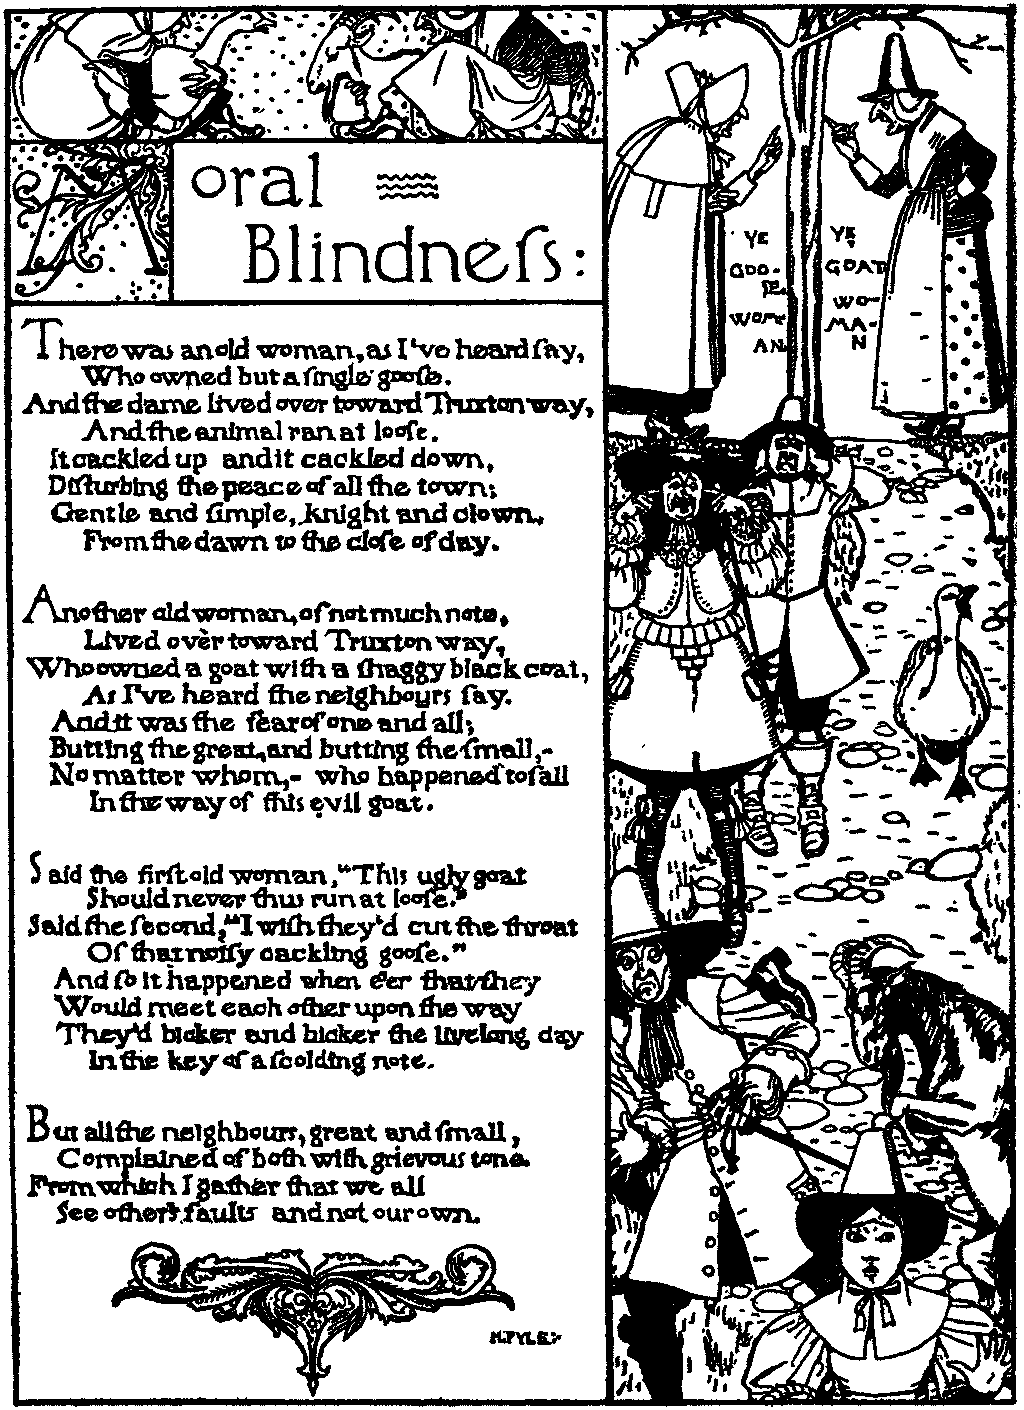 Moral
Blindneſs:
There was an old woman, as I've heard ſay,
Who owned but a ſingle gooſe.
And the dame lived over toward Truxton way,
And the animal ran at looſe.
It cackled up and it cackled down,
Diſturbing the peace of all the town;
Gentle and ſimple, knight and clown,
From the dawn to the cloſe of day.
Another old woman, of not much note,
Lived over toward Truxton way,
Who owned a goat with a ſhaggy black coat,
As I've heard the neighbours ſay.
And it was the fear of one and all;
Butting the great, and butting the ſmall,-
No matter whom,- who happened to fall
In the way of this evil goat.
Said the firſt old woman, "This ugly goat
Should never thus run at looſe."
Said the ſecond, "I wiſh they'd cut the throat
Of that noiſy cackling gooſe."
And ſo it happened when e'er that they
Would meet each other upon the way
They'd bicker and bicker the livelong day
In the key of a ſcolding note.
But all the neighbours, great and ſmall,
Complained of both with grievous tone.
From which I gather that we all
See other's faults and not our own.
H. PYLE:-
YE
GOO-
SE
WOM-
AN
YE
GOAT
WO-
MA-
N